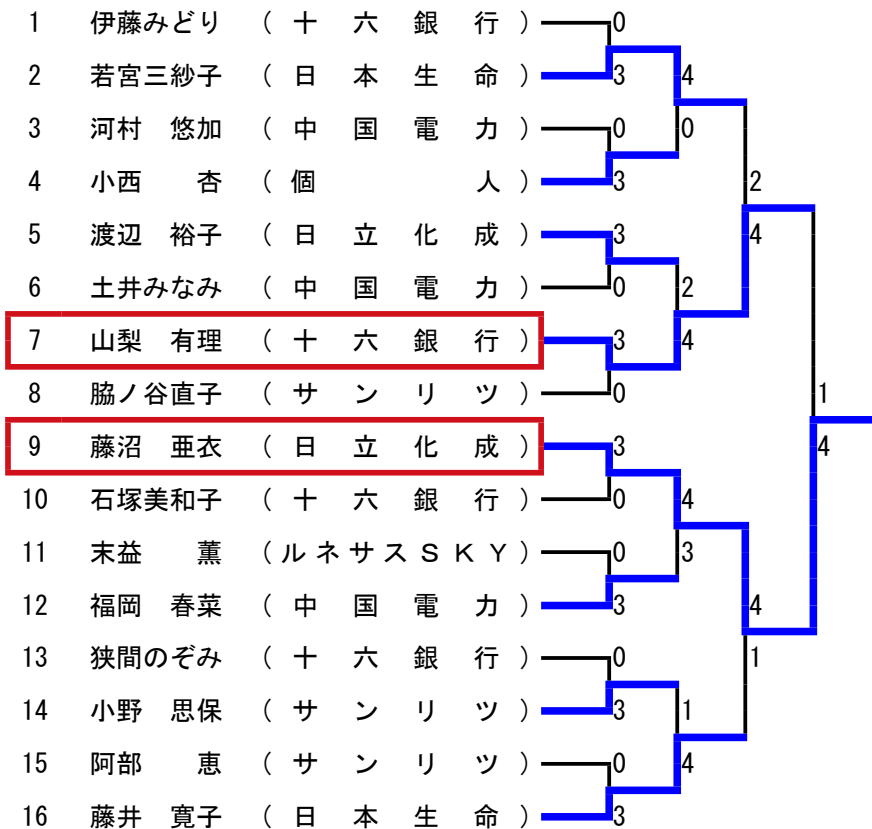 1 伊藤みどり (十六銀行) 0
2 若宮三紗子 (日本生命) 3 4
3 河村 悠加 (中国電力) 0 0
4 小西 杏 (個人) 3 2
5 渡辺 裕子 (日立化成) 3 4
6 土井みなみ (中国電力) 0 2
7 山梨 有理 (十六銀行) 3 4
8 脇ノ谷直子 (サンリツ) 0 1
9 藤沼 亜衣 (日立化成) 3 4
10 石塚美和子 (十六銀行) 0 4
11 末益 薫 (ルネサスSKY) 0 3
12 福岡 春菜 (中国電力) 3 4
13 狭間のぞみ (十六銀行) 0 1
14 小野 思保 (サンリツ) 3 1
15 阿部 恵 (サンリツ) 0 4
16 藤井 寛子 (日本生命) 3